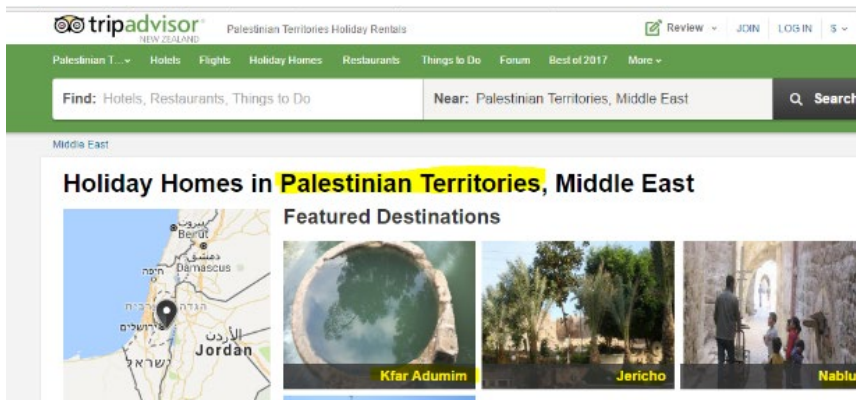 tripadvisor
NEW ZEALAND
Palestinian Territories Holiday Rentals
Review
JOIN
LOG IN
$
Palestinian T...
Hotels
Flights
Holiday Homes
Restaurants
Things to Do
Forum
Best of 2017
More
Find: Hotels, Restaurants, Things to Do
Near: Palestinian Territories, Middle East
Search
Middle East
Holiday Homes in Palestinian Territories, Middle East
Featured Destinations
بيروت
Beirut
دمشق
Damascus
חיפה
הגדה
ירושלים
الأردن
Jordan
ישראל
Kfar Adumim
Jericho
Nablu